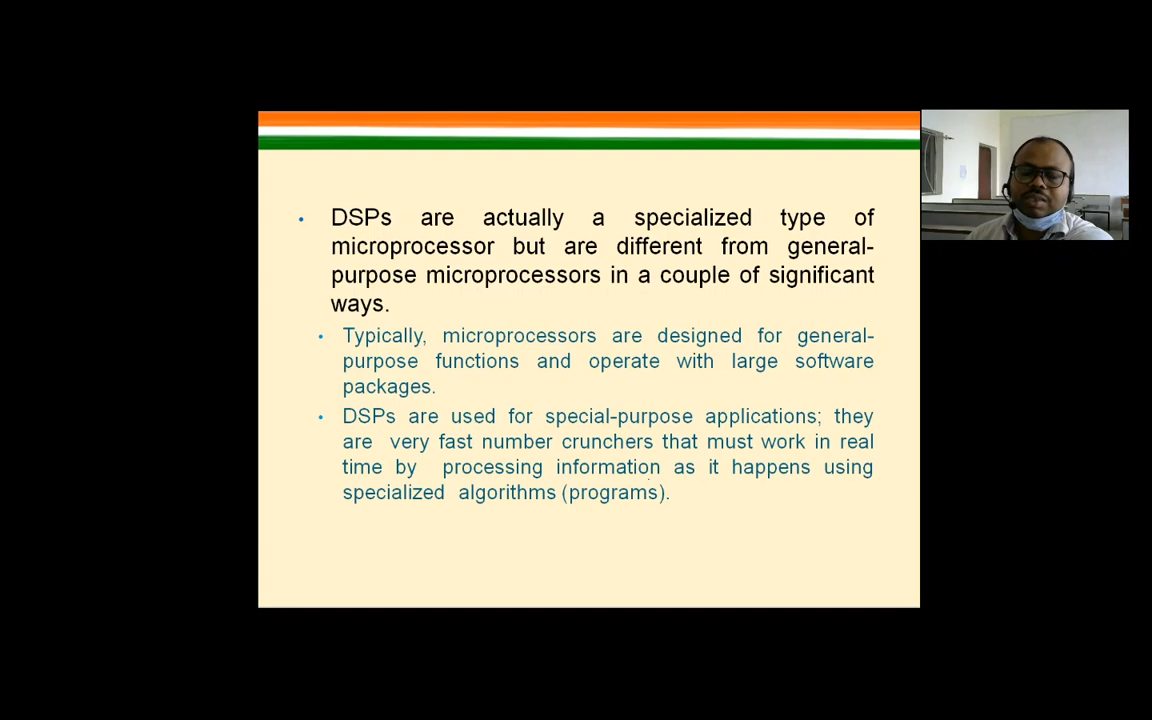 DSPs are actually a specialized type of
microprocessor but are different from general-
purpose microprocessors in a couple of significant
ways.
Typically, microprocessors are designed for general-
purpose functions and operate with large software
packages.
DSPs are used for special-purpose applications; they
are very fast number crunchers that must work in real
time by processing information as it happens using
specialized algorithms (programs).